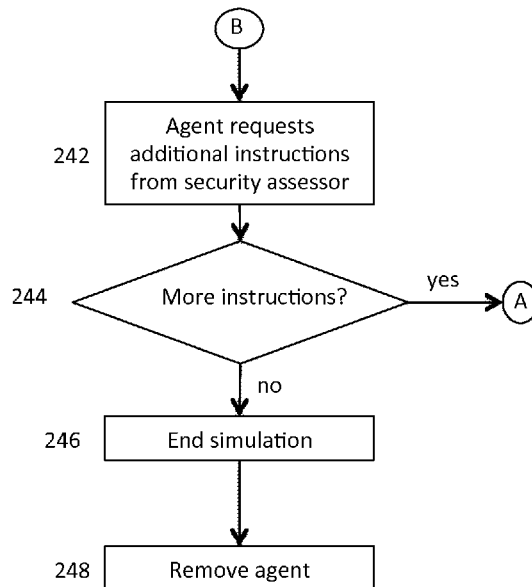 B
242
Agent requests
additional instructions
from security assessor
244
More instructions?
yes
A
no
246
End simulation
248
Remove agent